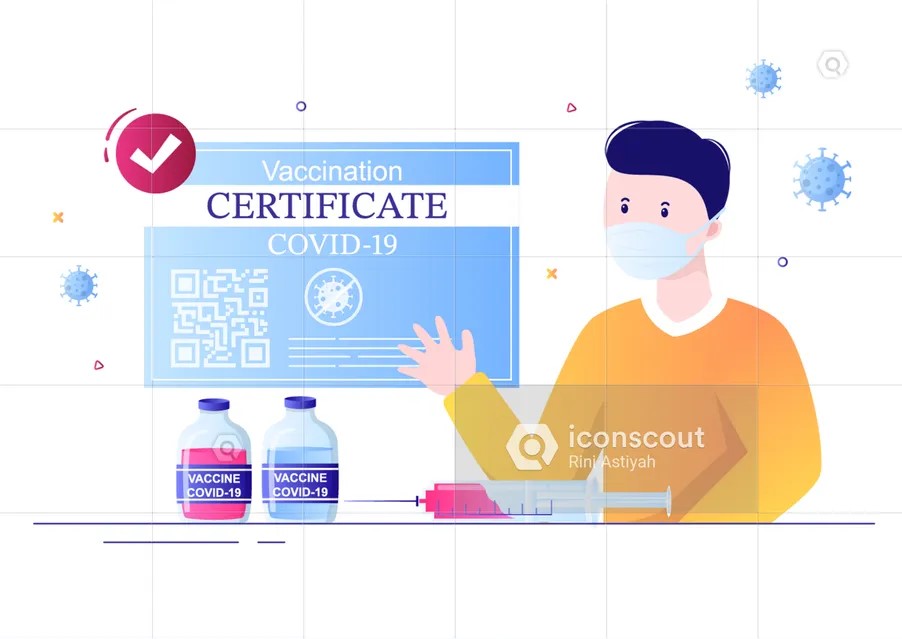 Vaccination
CERTIFICATE
COVID-19
VACCINE
COVID-19
VACCINE
COVID-19
iconscout
Rini Astiyah